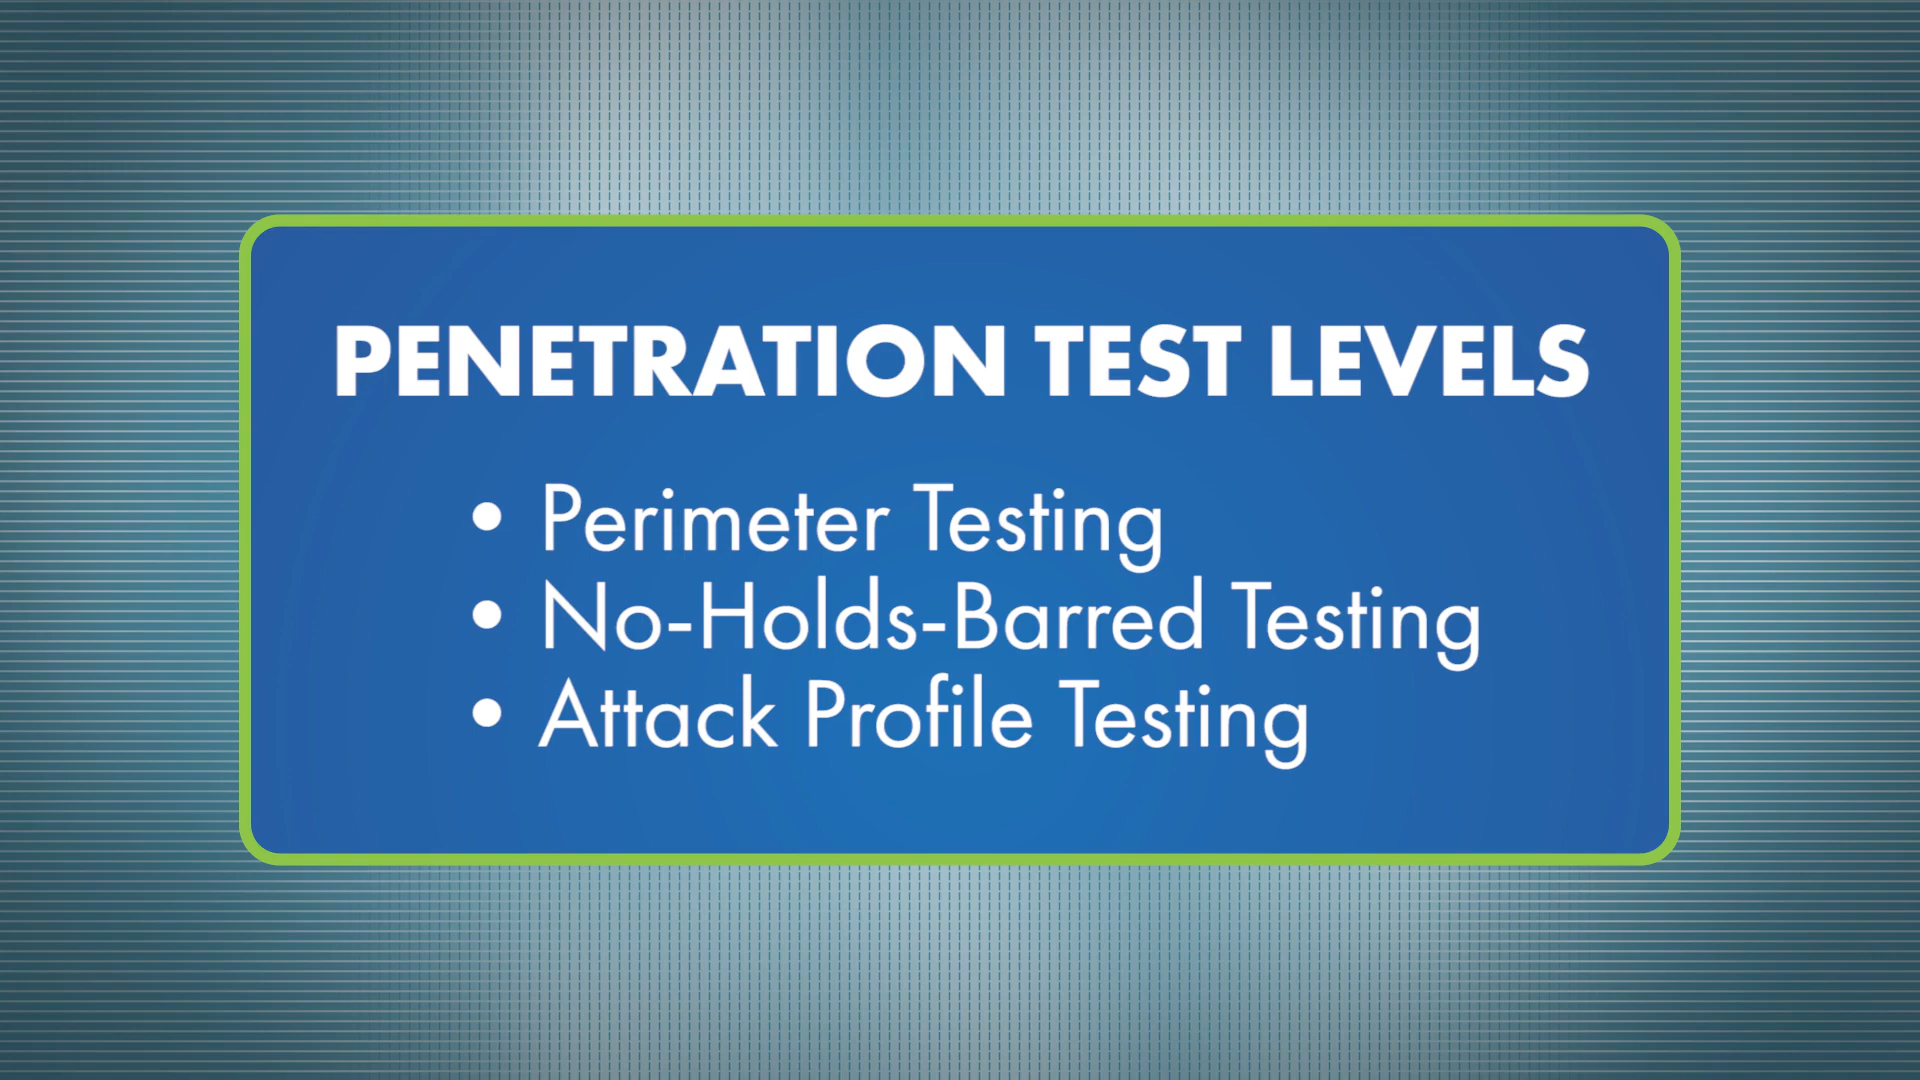 PENETRATION TEST LEVELS
• Perimeter Testing
• No-Holds-Barred Testing
• Attack Profile Testing